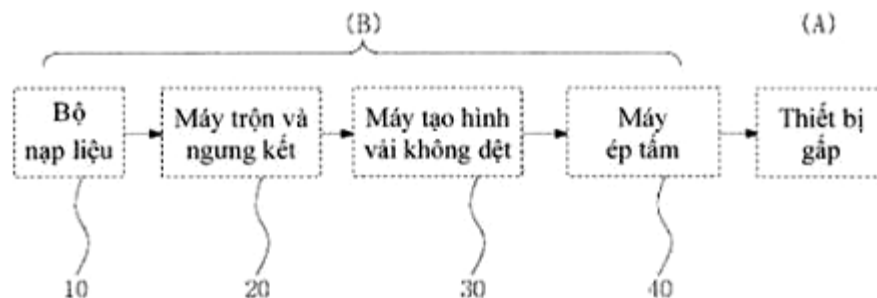 (B)
(A)
Bộ
nạp liệu
Máy trộn và
ngưng kết
Máy tạo hình
vải không dệt
Máy
ép tấm
Thiết bị
gấp
10
20
30
40